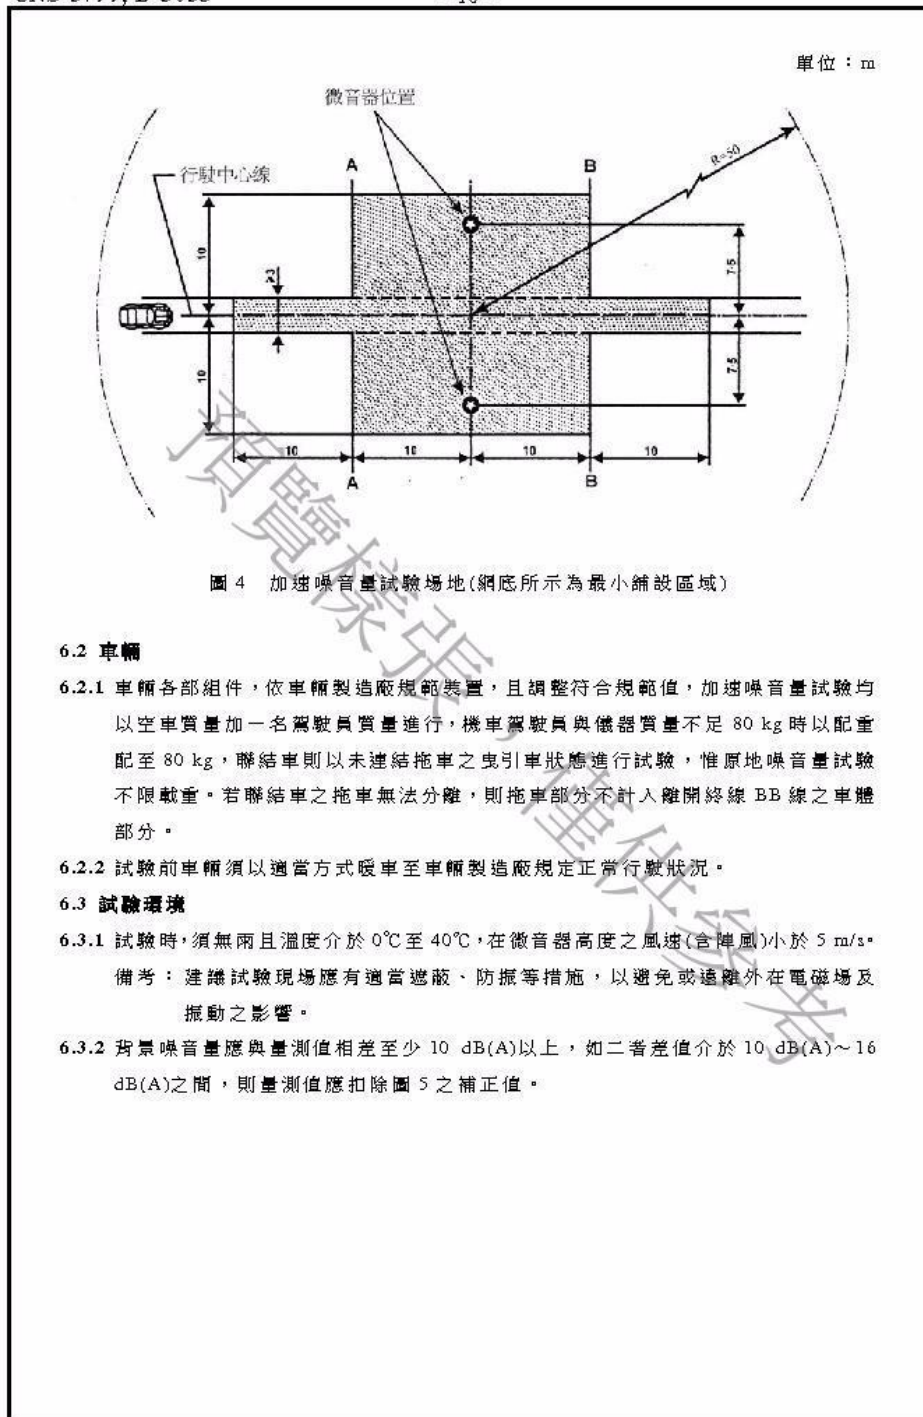 單位：m
微音器位置
A
B
R=50
行駛中心線
10
≥3
7.5
10
7.5
10
10
10
10
A
B
圖 4 加速噪音量試驗場地(網底所示為最小舖設區域)
6.2 車輛
6.2.1 車輛各部組件，依車輛製造廠規範裝置，且調整符合規範值，加速噪音量試驗均
以空車質量加一名駕駛員質量進行，機車駕駛員與儀器質量不足 80 kg 時以配重
配至 80 kg，聯結車則以未連結拖車之曳引車狀態進行試驗，惟原地噪音量試驗
不限載重。若聯結車之拖車無法分離，則拖車部分不計入離開終線 BB 線之車體
部分。
6.2.2 試驗前車輛須以適當方式暖車至車輛製造廠規定正常行駛狀況。
6.3 試驗環境
6.3.1 試驗時，須無雨且溫度介於 0℃至 40℃，在微音器高度之風速(含陣風)小於 5 m/s。
備考：建議試驗現場應有適當遮蔽、防振等措施，以避免或遠離外在電磁場及
振動之影響。
6.3.2 背景噪音量應與量測值相差至少 10 dB(A)以上，如二者差值介於 10 dB(A)～16
dB(A)之間，則量測值應扣除圖 5 之補正值。
預覽樣張，僅供參考